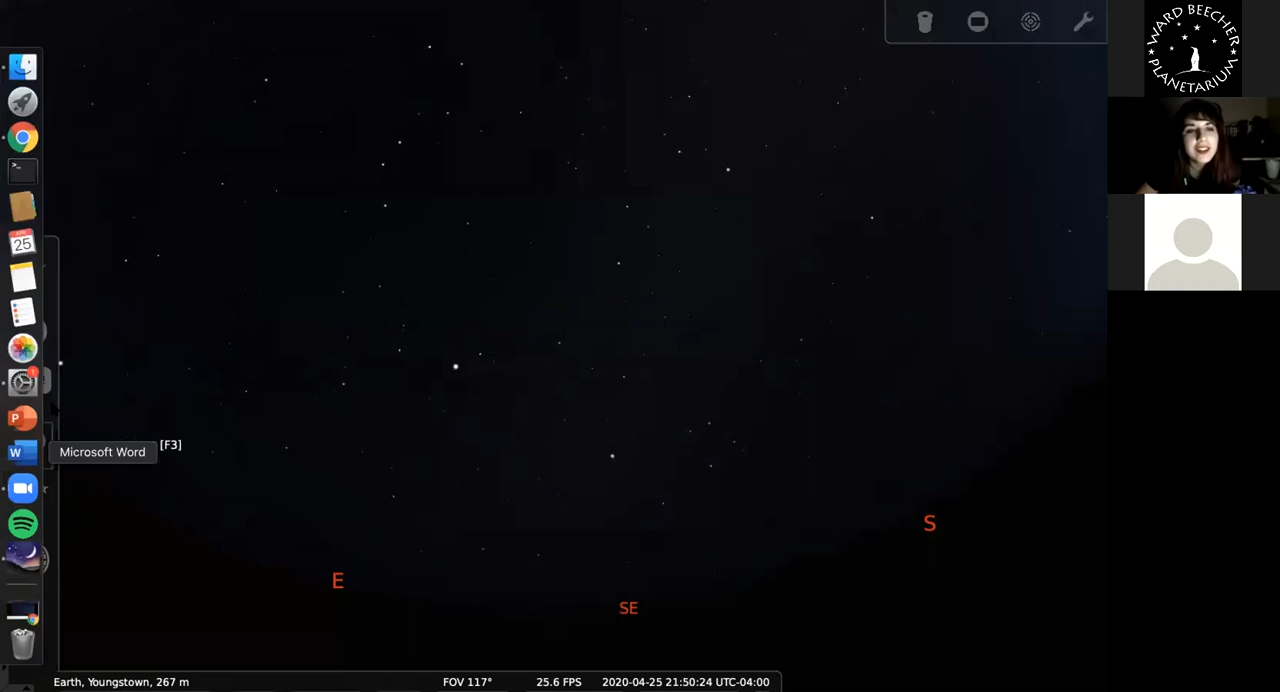 WARD BEECHER
PLANETARIUM
25
1
P
W
Microsoft Word
[F3]
S
E
SE
Earth, Youngstown, 267 m
FOV 117°
25.6 FPS
2020-04-25 21:50:24 UTC-04:00